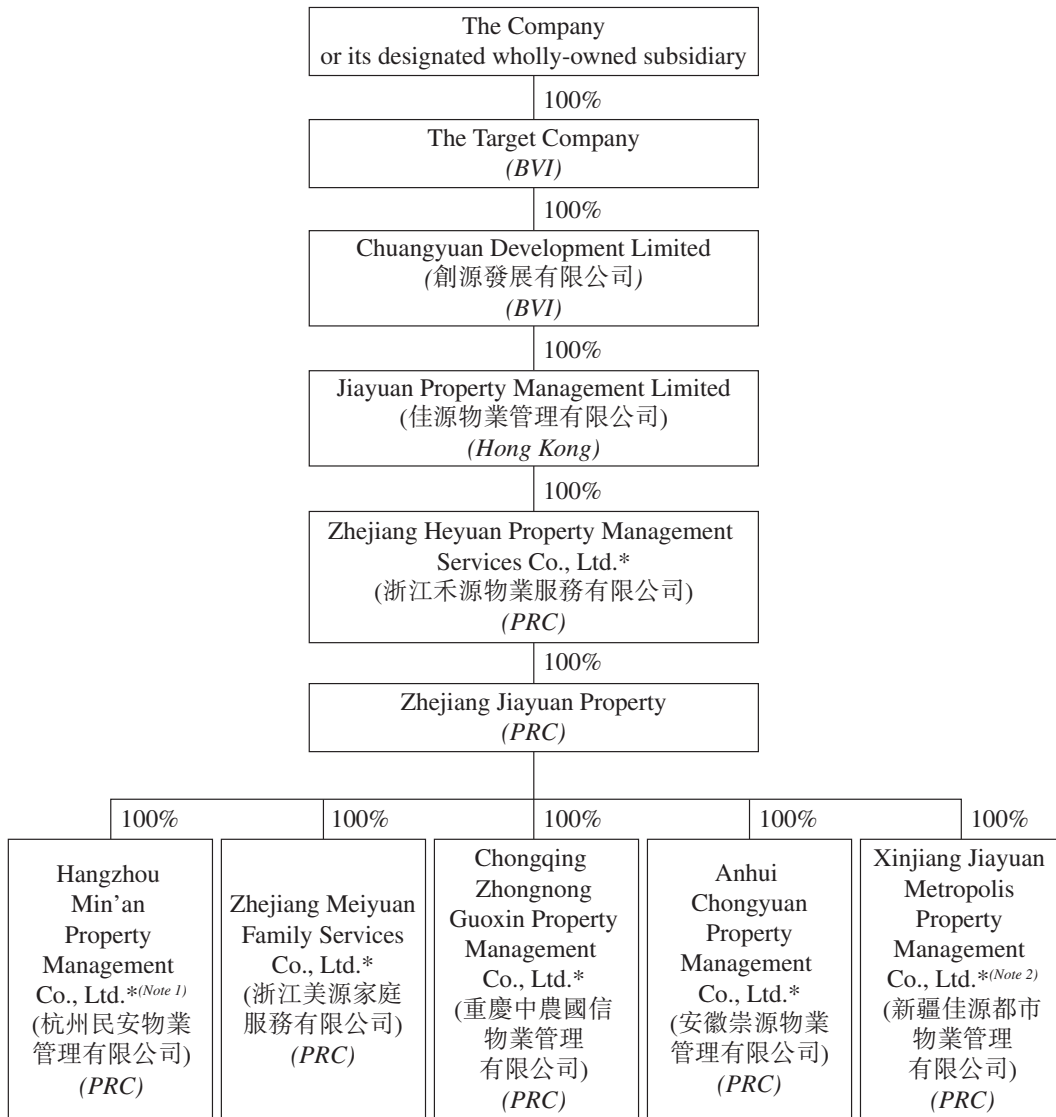 The Company
or its designated wholly-owned subsidiary
100%
The Target Company
(BVI)
100%
Chuangyuan Development Limited
(創源發展有限公司)
(BVI)
100%
Jiayuan Property Management Limited
(佳源物業管理有限公司)
(Hong Kong)
100%
Zhejiang Heyuan Property Management
Services Co., Ltd.*
(浙江禾源物業服務有限公司)
(PRC)
100%
Zhejiang Jiayuan Property
(PRC)
100%
Hangzhou
Min'an
Property
Management
Co., Ltd.*(Note 1)
(杭州民安物業
管理有限公司)
(PRC)
100%
Zhejiang Meiyuan
Family Services
Co., Ltd.*
(浙江美源家庭
服務有限公司)
(PRC)
100%
Chongqing
Zhongnong
Guoxin Property
Management
Co., Ltd.*
(重慶中農國信
物業管理
有限公司)
(PRC)
100%
Anhui
Chongyuan
Property
Management
Co., Ltd.*
(安徽崇源物業
管理有限公司)
(PRC)
100%
Xinjiang Jiayuan
Metropolis
Property
Management
Co., Ltd.*(Note 2)
(新疆佳源都市
物業管理
有限公司)
(PRC)